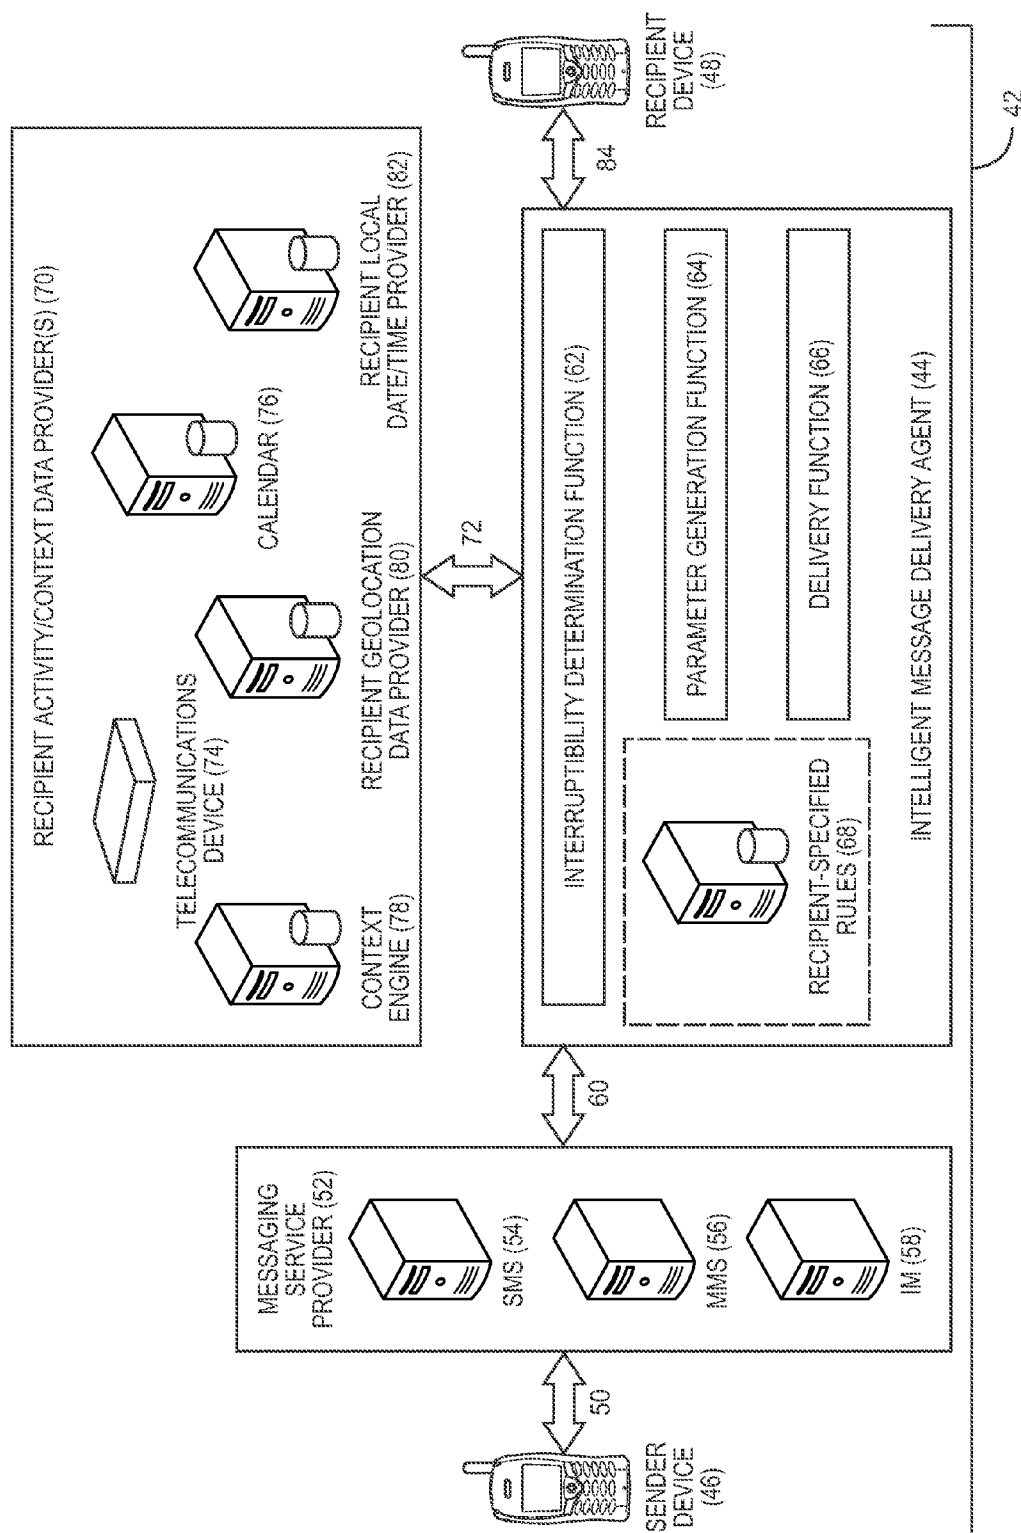 RECIPIENT ACTIVITY/CONTEXT DATA PROVIDER(S) (70)
TELECOMMUNICATIONS
DEVICE (74)
CALENDAR (76)
CONTEXT
ENGINE (78)
RECIPIENT GEOLOCATION
DATA PROVIDER (80)
RECIPIENT LOCAL
DATE/TIME PROVIDER (82)
72
MESSAGING
SERVICE
PROVIDER (52)
SMS (54)
MMS (56)
IM (58)
SENDER
DEVICE
(46)
50
60
INTERRUPTIBILITY DETERMINATION FUNCTION (62)
PARAMETER GENERATION FUNCTION (64)
DELIVERY FUNCTION (66)
RECIPIENT-SPECIFIED
RULES (68)
INTELLIGENT MESSAGE DELIVERY AGENT (44)
84
RECIPIENT
DEVICE
(48)
42